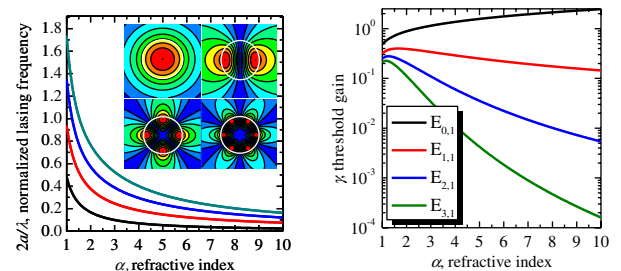 2a/λ, normalized lasing frequency
1.8
1.6
1.4
1.2
1.0
0.8
0.6
0.4
0.2
0.0
1 2 3 4 5 6 7 8 9 10
α, refractive index
γ threshold gain
10⁰
10⁻¹
10⁻²
10⁻³
10⁻⁴
E0,1
E1,1
E2,1
E3,1
1 2 3 4 5 6 7 8 9 10
α, refractive index